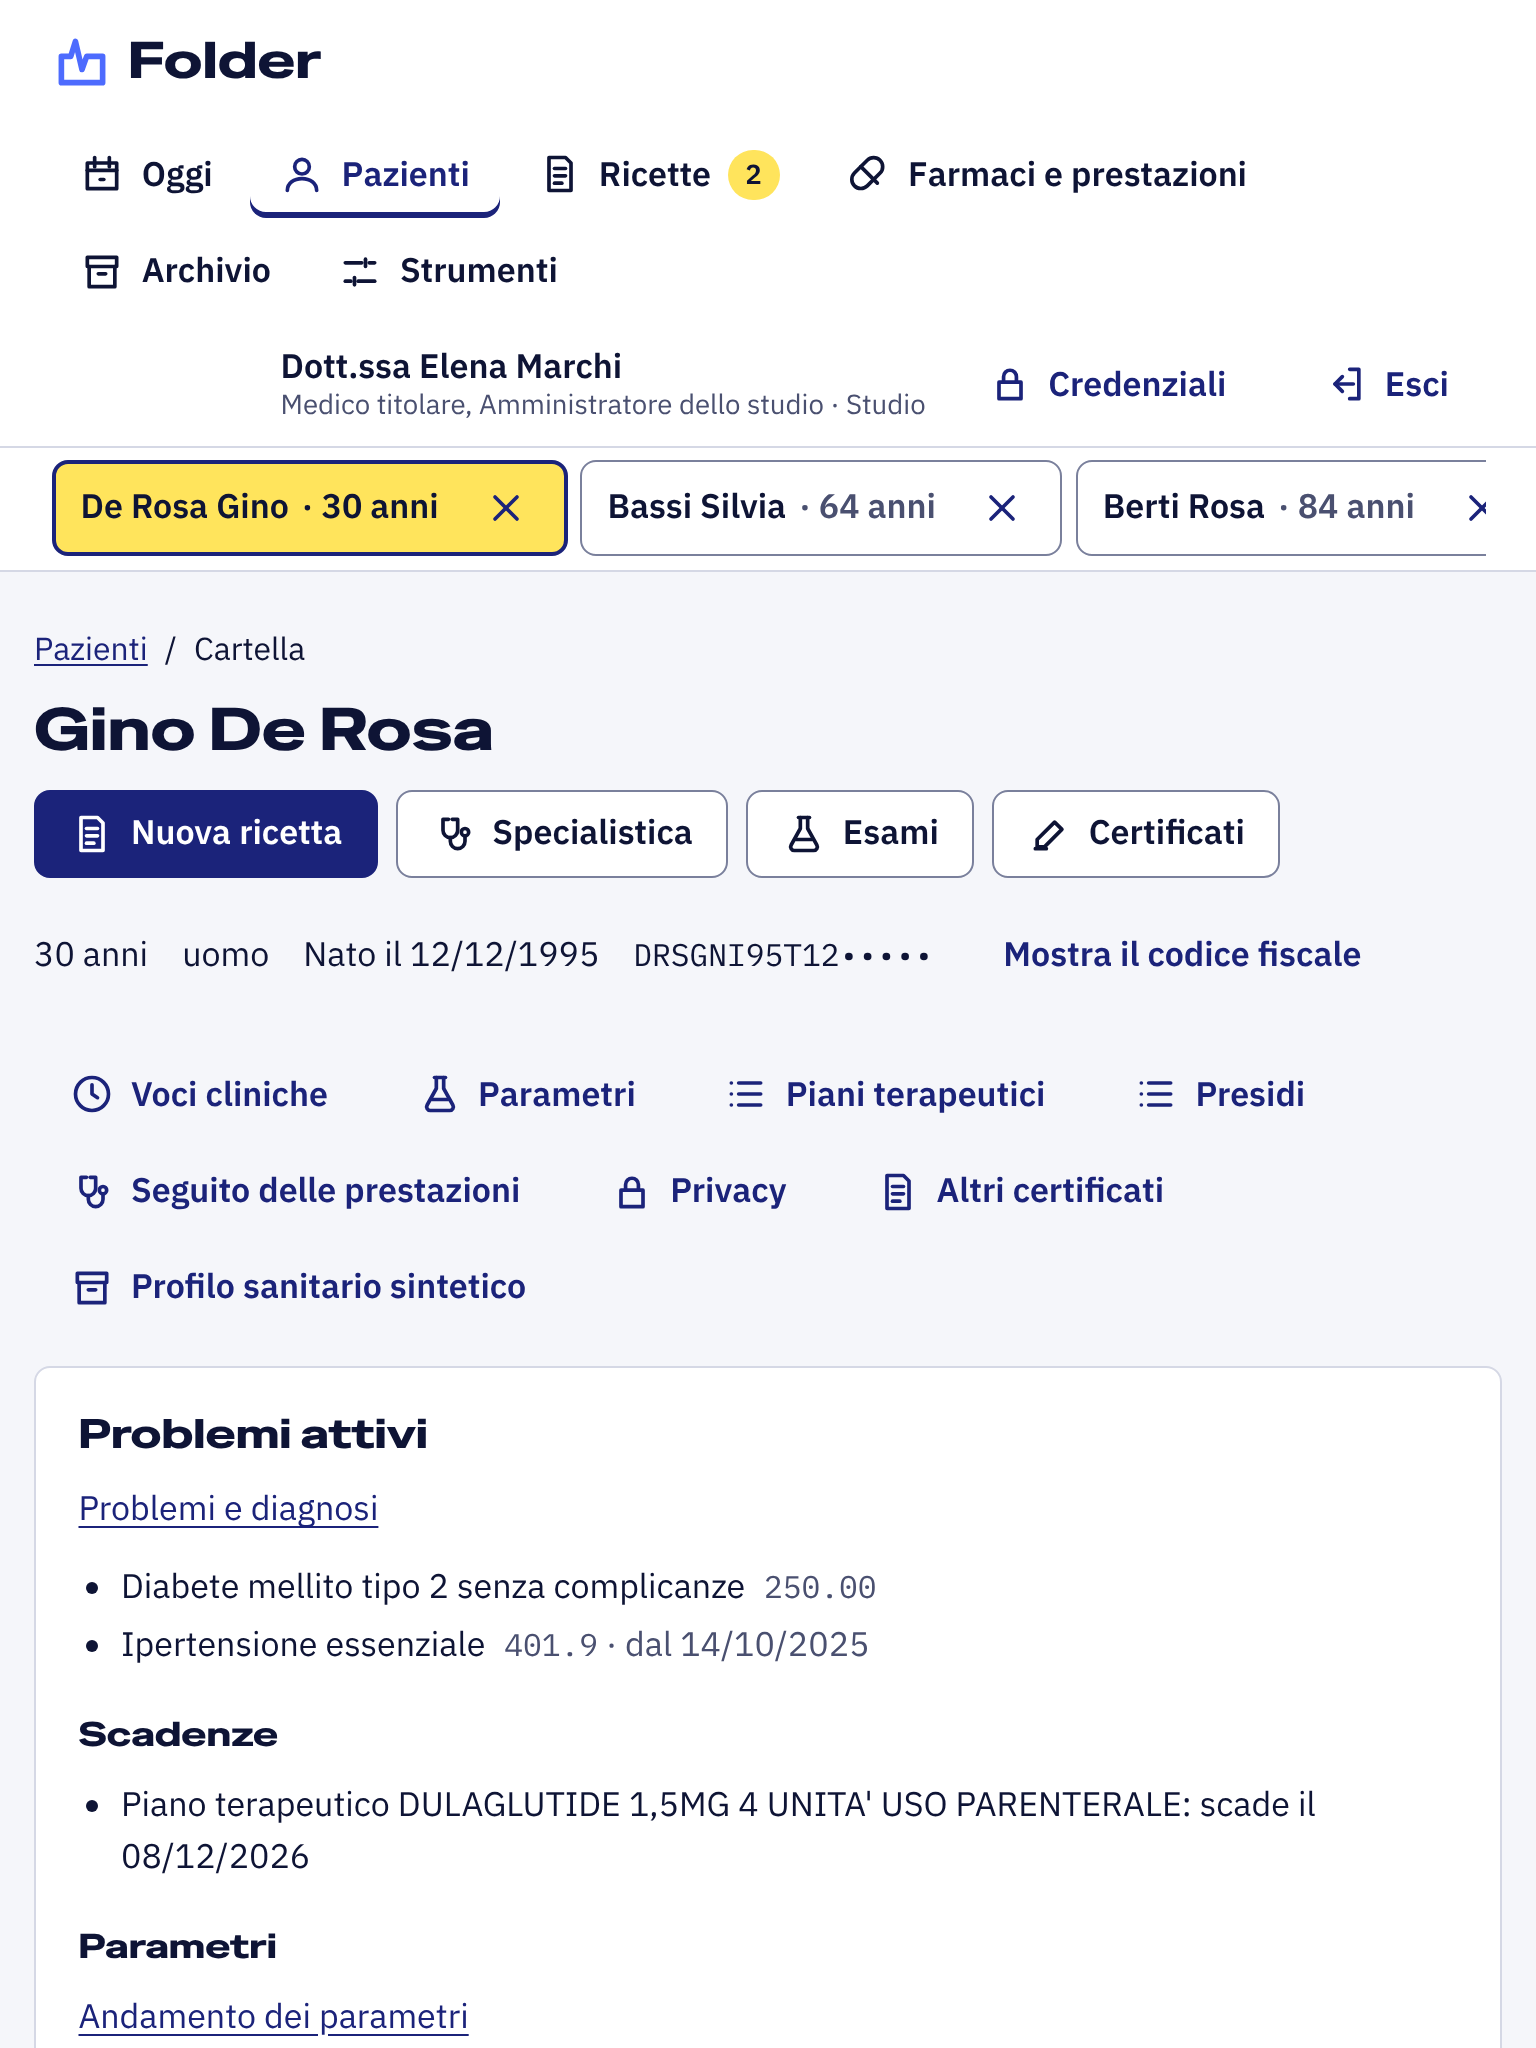 Folder
Oggi Pazienti Ricette 2 Farmaci e prestazioni
Archivio Strumenti
Dott.ssa Elena Marchi
Medico titolare, Amministratore dello studio · Studio
Credenziali Esci
De Rosa Gino · 30 anni Bassi Silvia · 64 anni Berti Rosa · 84 anni
Pazienti / Cartella
Gino De Rosa
Nuova ricetta Specialistica Esami Certificati
30 anni uomo Nato il 12/12/1995 DRSGNI95T12••••• Mostra il codice fiscale
Voci cliniche Parametri Piani terapeutici Presidi
Seguito delle prestazioni Privacy Altri certificati
Profilo sanitario sintetico
Problemi attivi
Problemi e diagnosi
• Diabete mellito tipo 2 senza complicanze 250.00
• Ipertensione essenziale 401.9 · dal 14/10/2025
Scadenze
• Piano terapeutico DULAGLUTIDE 1,5MG 4 UNITA' USO PARENTERALE: scade il
08/12/2026
Parametri
Andamento dei parametri